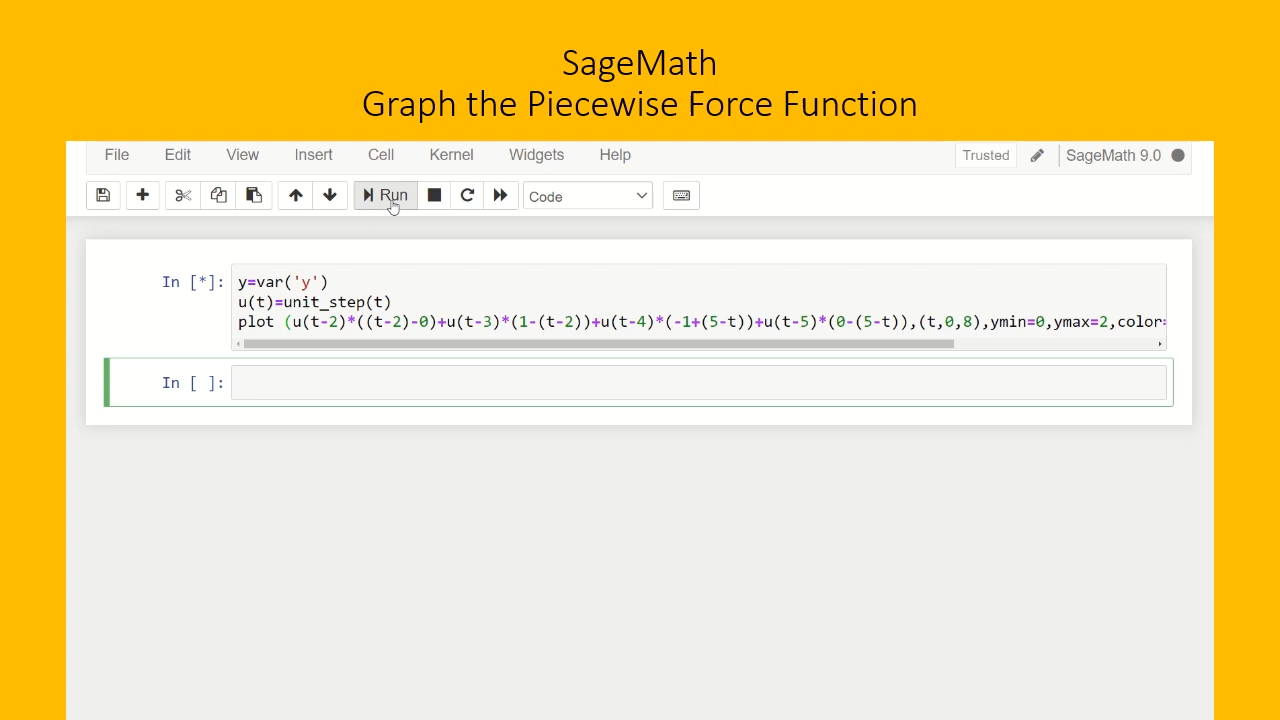 SageMath
Graph the Piecewise Force Function
File Edit View Insert Cell Kernel Widgets Help Trusted SageMath 9.0
Run Code
In [*]: y=var('y')
u(t)=unit_step(t)
plot (u(t-2)*((t-2)-0)+u(t-3)*(1-(t-2))+u(t-4)*(-1+(5-t))+u(t-5)*(0-(5-t)),(t,0,8),ymin=0,ymax=2,color=
In [ ]: